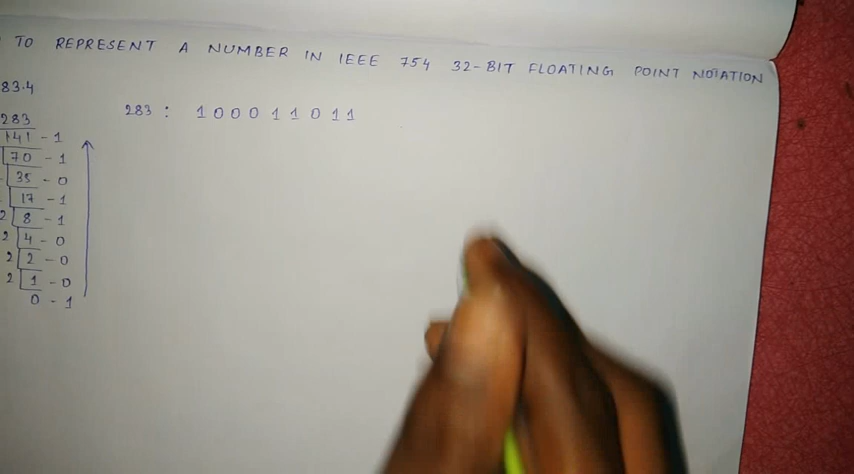 TO REPRESENT A NUMBER IN IEEE 754 32-BIT FLOATING POINT NOTATION
83.4
283 : 1 0 0 0 1 1 0 1 1
283
141 - 1
70 - 1
35 - 0
17 - 1
2 8 - 1
2 4 - 0
2 2 - 0
2 1 - 0
0 - 1